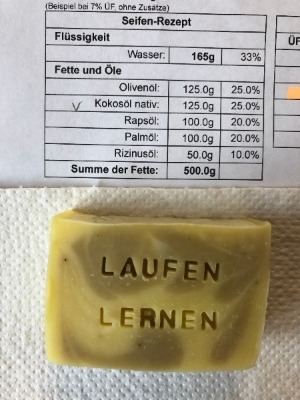 (Beispiel bei 7% ÜF, ohne Zusätze)
Seifen-Rezept
Flüssigkeit
Wasser: 165g 33%
Fette und Öle
Olivenöl: 125.0g 25.0%
Kokosöl nativ: 125.0g 25.0%
Rapsöl: 100.0g 20.0%
Palmöl: 100.0g 20.0%
Rizinusöl: 50.0g 10.0%
Summe der Fette: 500.0g
ÜF
LAUFEN
LERNEN